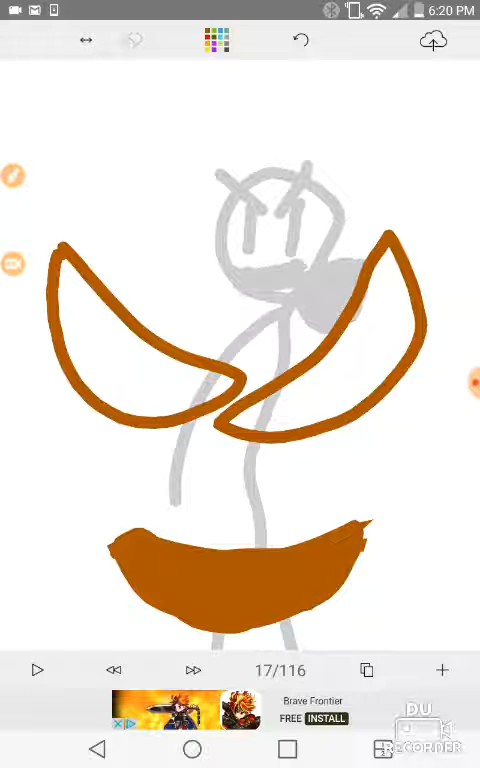 6:20 PM
17/116
Brave Frontier
FREE INSTALL
DU
RECORDER